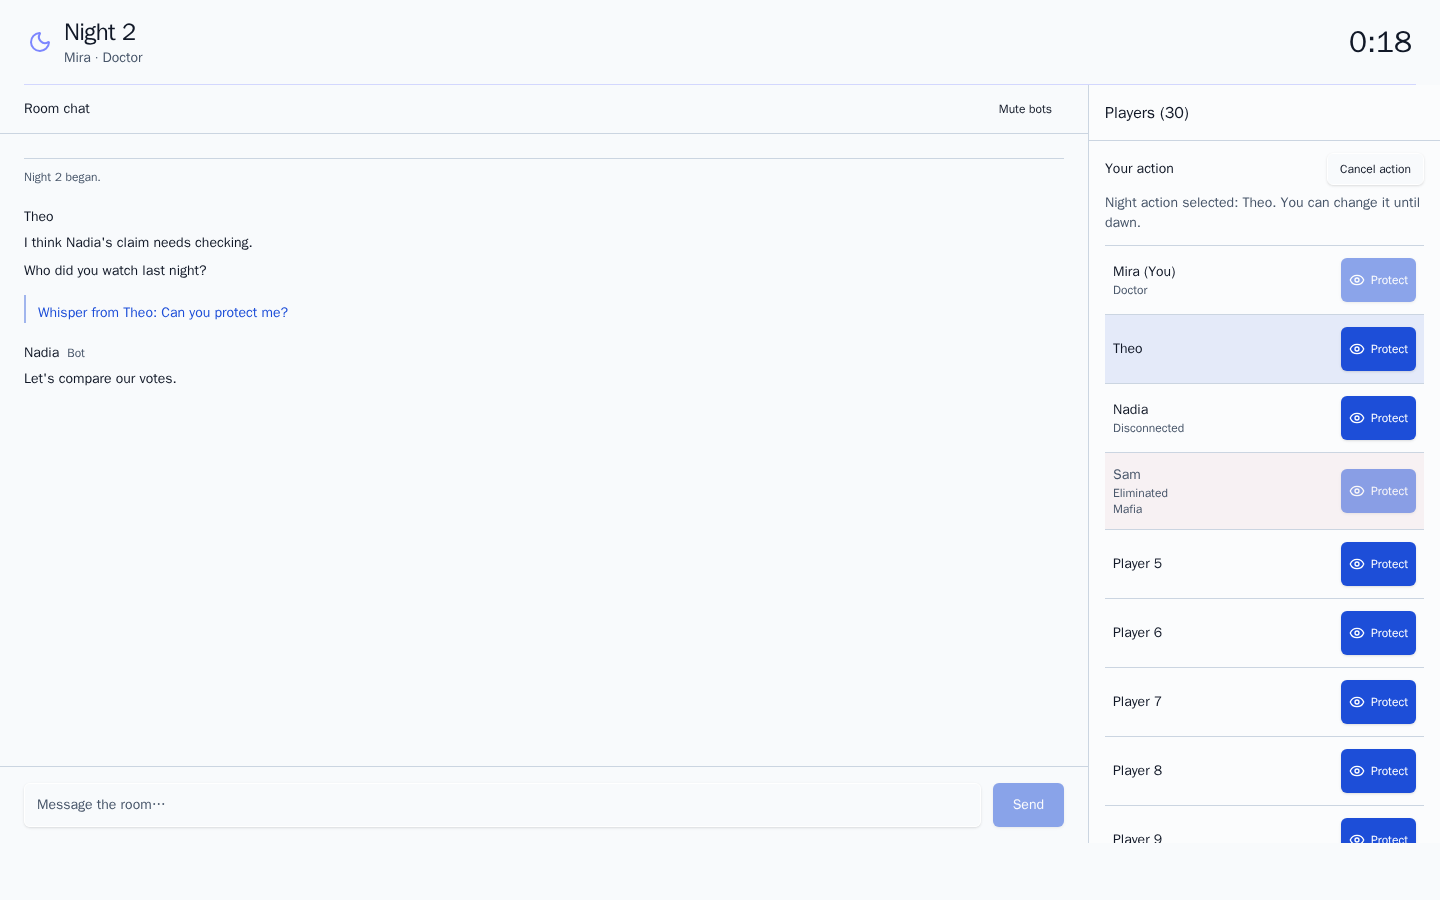 Night 2
Mira · Doctor
0:18
Room chat
Mute bots
Night 2 began.
Theo
I think Nadia's claim needs checking.
Who did you watch last night?
Whisper from Theo: Can you protect me?
Nadia Bot
Let's compare our votes.
Message the room…
Send
Players (30)
Your action
Cancel action
Night action selected: Theo. You can change it until
dawn.
Mira (You)
Doctor
Protect
Theo
Protect
Nadia
Disconnected
Protect
Sam
Eliminated
Mafia
Protect
Player 5
Protect
Player 6
Protect
Player 7
Protect
Player 8
Protect
Player 9
Protect